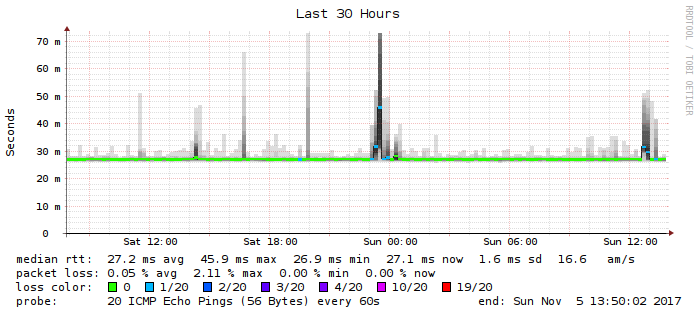 Last 30 Hours
RRDTOOL / TOBI OETIKER
Seconds
70 m
60 m
50 m
40 m
30 m
20 m
10 m
0
Sat 12:00 Sat 18:00 Sun 00:00 Sun 06:00 Sun 12:00
median rtt: 27.2 ms avg 45.9 ms max 26.9 ms min 27.1 ms now 1.6 ms sd 16.6 am/s
packet loss: 0.05 % avg 2.11 % max 0.00 % min 0.00 % now
loss color: 0 1/20 2/20 3/20 4/20 10/20 19/20
probe: 20 ICMP Echo Pings (56 Bytes) every 60s end: Sun Nov 5 13:50:02 2017